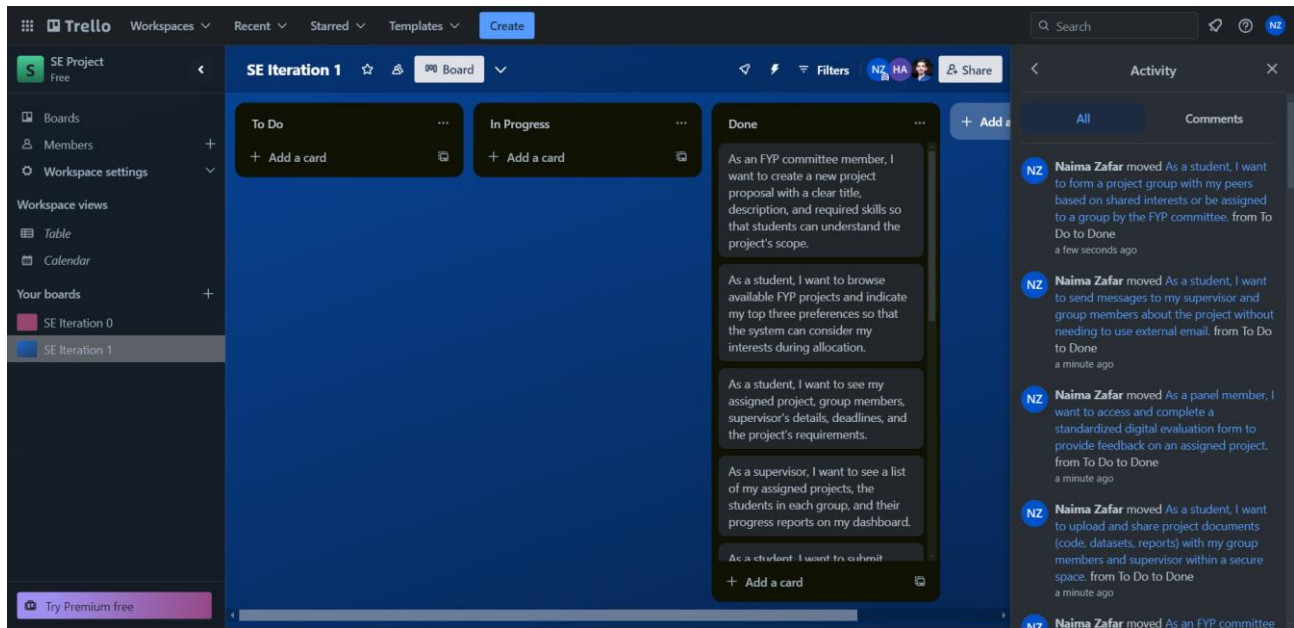 Trello Workspaces Recent Starred Templates Create Search NZ
S SE Project
Free
Boards
Members
Workspace settings
Workspace views
Table
Calendar
Your boards
SE Iteration 0
SE Iteration 1
Try Premium free
SE Iteration 1 Board Filters NZ HA Share
To Do
+ Add a card
In Progress
+ Add a card
Done
As an FYP committee member, I
want to create a new project
proposal with a clear title,
description, and required skills so
that students can understand the
project's scope.
As a student, I want to browse
available FYP projects and indicate
my top three preferences so that
the system can consider my
interests during allocation.
As a student, I want to see my
assigned project, group members,
supervisor's details, deadlines, and
the project's requirements.
As a supervisor, I want to see a list
of my assigned projects, the
students in each group, and their
progress reports on my dashboard.
As a student, I want to submit
+ Add a card
+ Add a
Activity
All Comments
NZ Naima Zafar moved As a student, I want
to form a project group with my peers
based on shared interests or be assigned
to a group by the FYP committee. from To
Do to Done
a few seconds ago
NZ Naima Zafar moved As a student, I want
to send messages to my supervisor and
group members about the project without
needing to use external email. from To Do
to Done
a minute ago
NZ Naima Zafar moved As a panel member, I
want to access and complete a
standardized digital evaluation form to
provide feedback on an assigned project.
from To Do to Done
a minute ago
NZ Naima Zafar moved As a student, I want
to upload and share project documents
(code, datasets, reports) with my group
members and supervisor within a secure
space. from To Do to Done
a minute ago
NZ Naima Zafar moved As an FYP committee